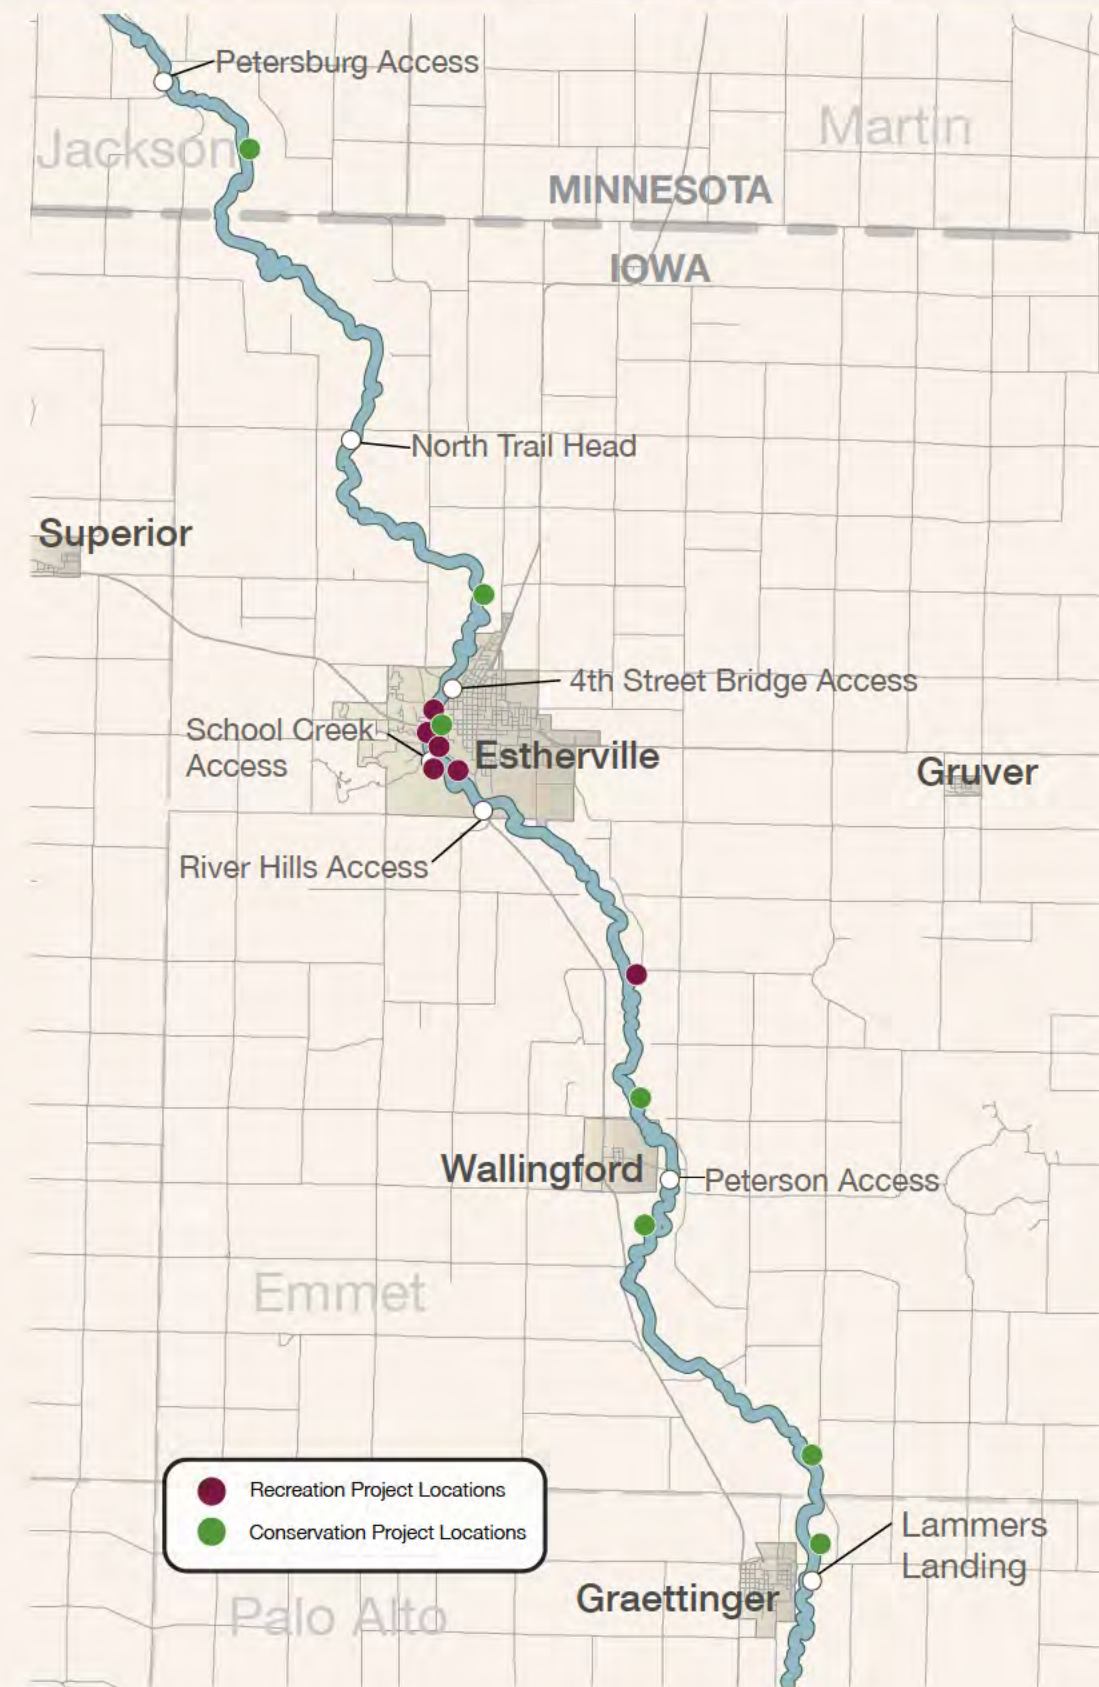 Petersburg Access
Martin
Jackson
MINNESOTA
IOWA
North Trail Head
Superior
4th Street Bridge Access
School Creek
Access
Estherville
Gruver
River Hills Access
Wallingford
Peterson Access
Emmet
Recreation Project Locations
Conservation Project Locations
Lammers
Landing
Graettinger
Palo Alto